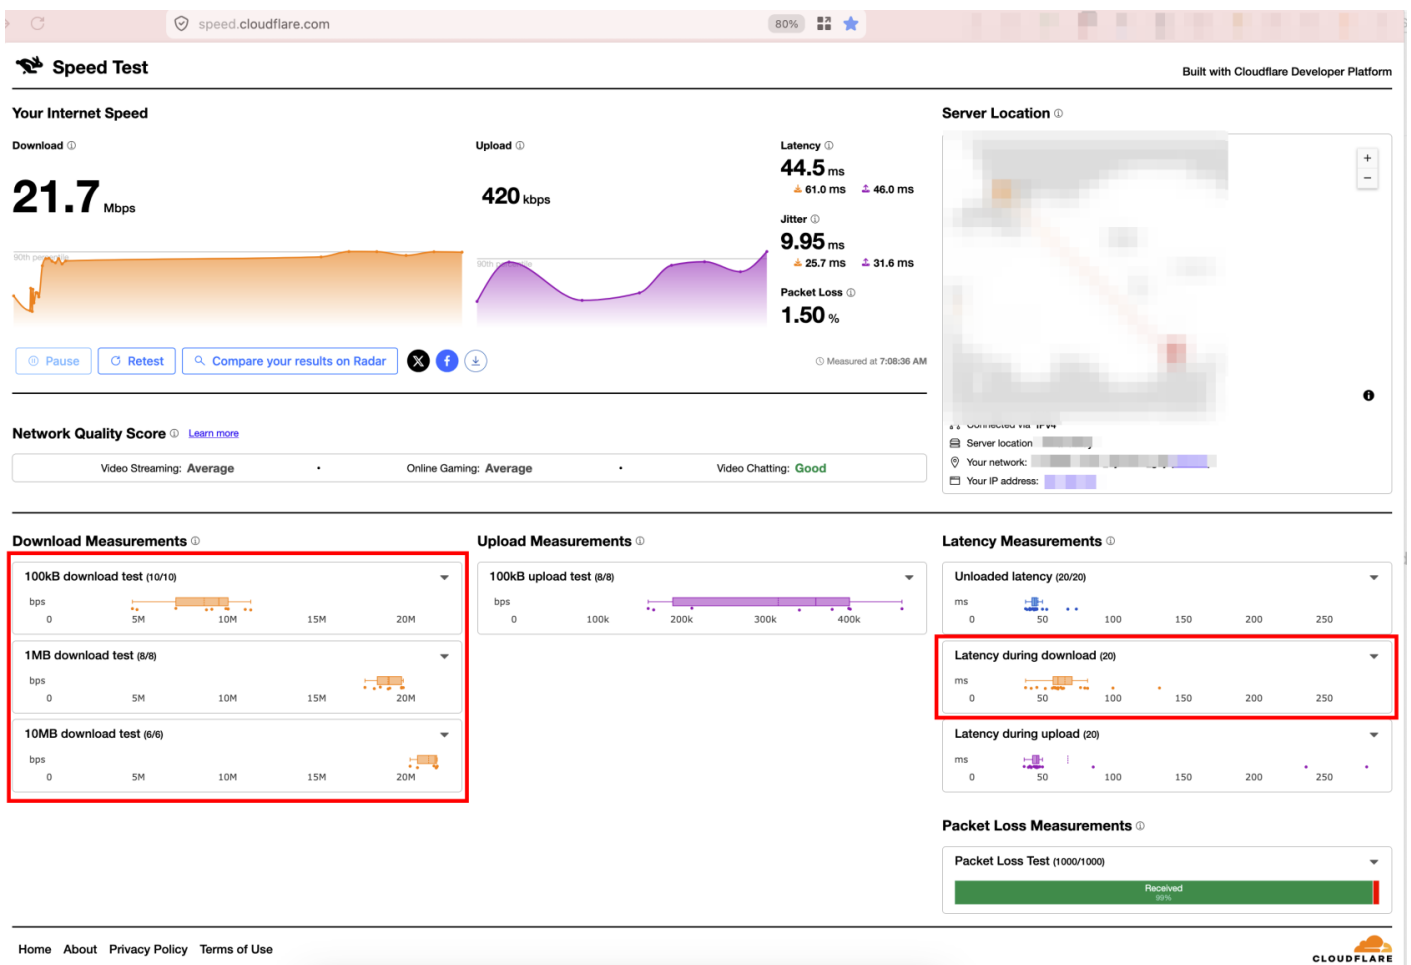 speed.cloudflare.com
80%
Speed Test
Built with Cloudflare Developer Platform
Your Internet Speed
Download
21.7 Mbps
90th percentile
Upload
420 kbps
90th percentile
Latency
44.5 ms
61.0 ms 46.0 ms
Jitter
9.95 ms
25.7 ms 31.6 ms
Packet Loss
1.50 %
Pause
Retest
Compare your results on Radar
Measured at 7:08:36 AM
Server Location
+
−
Connected via IPv4
Server location
Your network:
Your IP address:
Network Quality Score Learn more
Video Streaming: Average · Online Gaming: Average · Video Chatting: Good
Download Measurements
100kB download test (10/10)
bps
0 5M 10M 15M 20M
1MB download test (8/8)
bps
0 5M 10M 15M 20M
10MB download test (6/6)
bps
0 5M 10M 15M 20M
Upload Measurements
100kB upload test (8/8)
bps
0 100k 200k 300k 400k
Latency Measurements
Unloaded latency (20/20)
ms
0 50 100 150 200 250
Latency during download (20)
ms
0 50 100 150 200 250
Latency during upload (20)
ms
0 50 100 150 200 250
Packet Loss Measurements
Packet Loss Test (1000/1000)
Received
99%
Home About Privacy Policy Terms of Use
CLOUDFLARE